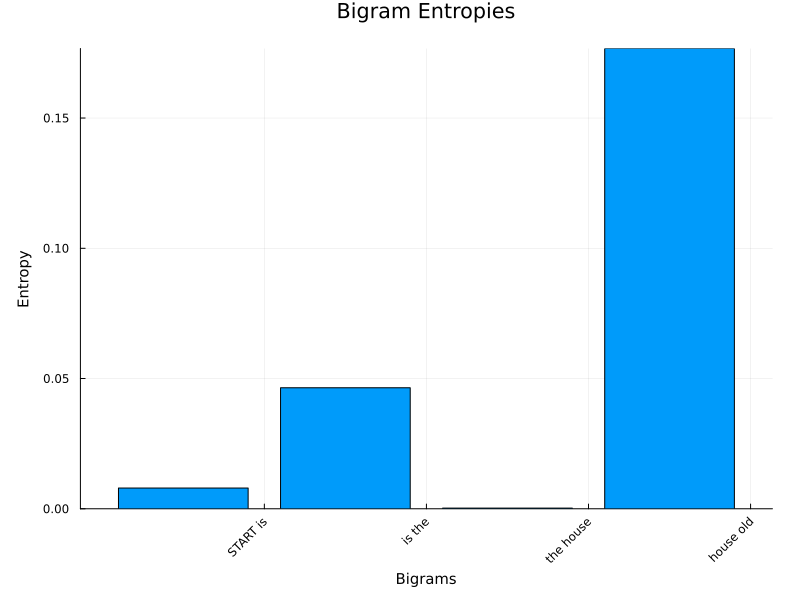 Bigram Entropies
Entropy
0.15
0.10
0.05
0.00
START is
is the
the house
house old
Bigrams